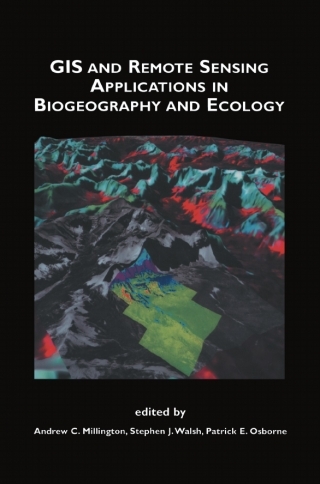 GIS AND REMOTE SENSING
APPLICATIONS IN
BIOGEOGRAPHY AND ECOLOGY
edited by
Andrew C. Millington, Stephen J. Walsh, Patrick E. Osborne